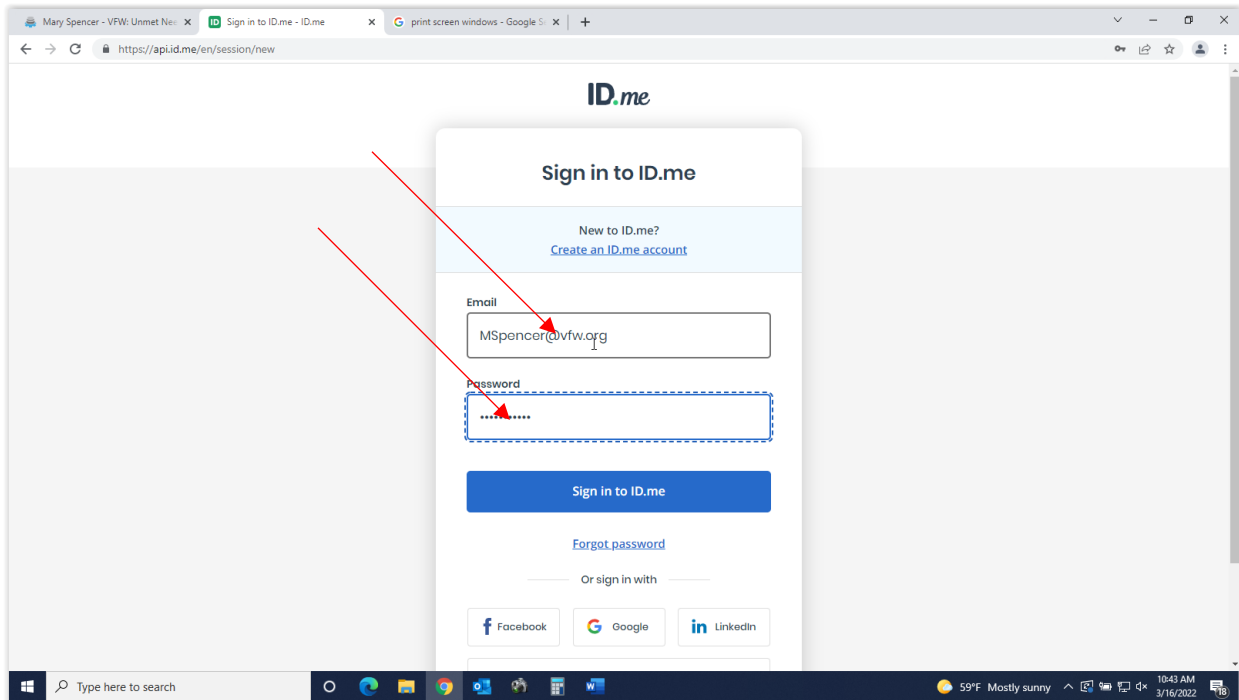 Mary Spencer - VFW: Unmet Nee
Sign in to ID.me - ID.me
print screen windows - Google S
https://api.id.me/en/session/new
ID.me
Sign in to ID.me
New to ID.me?
Create an ID.me account
Email
MSpencer@vfw.org
Password
•••••••••••
Sign in to ID.me
Forgot password
Or sign in with
Facebook
Google
LinkedIn
Type here to search
59°F Mostly sunny
10:43 AM
3/16/2022
18